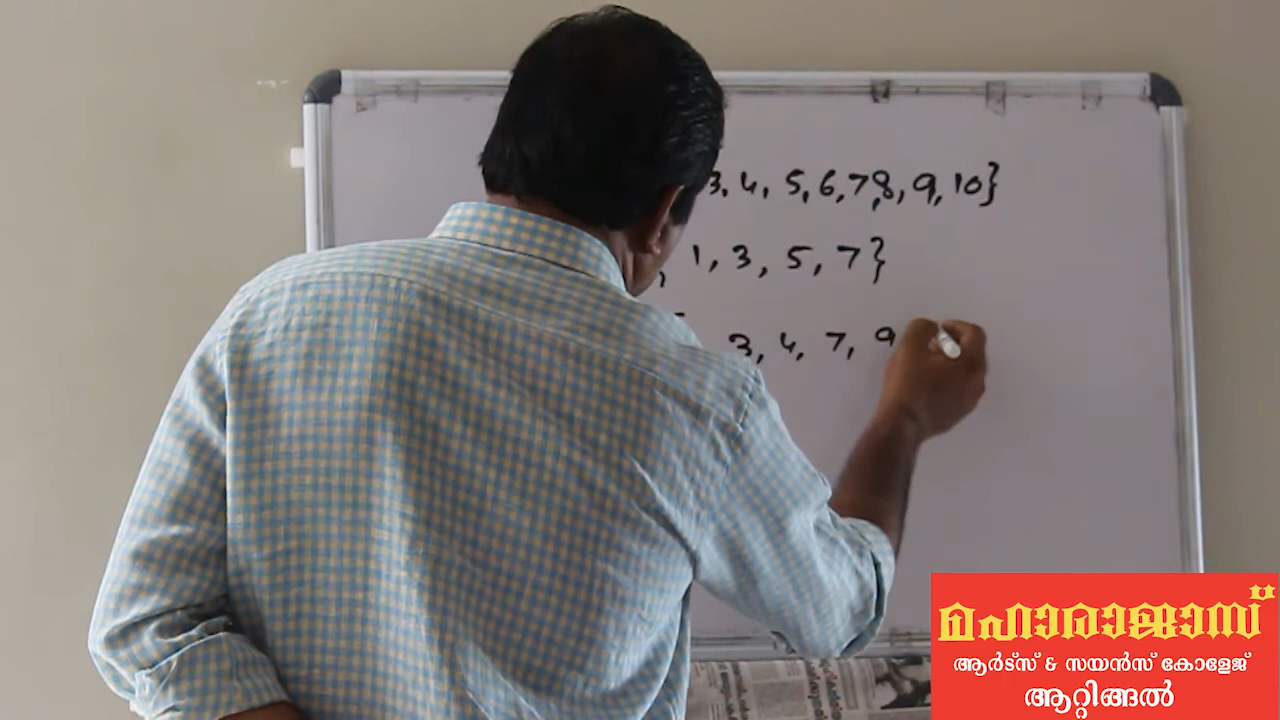 3, 4, 5, 6, 7, 8, 9, 10}
, 1, 3, 5, 7}
3, 4, 7, 9
മഹാരാജാസ്
ആർട്സ് & സയൻസ് കോളേജ്
ആറ്റിങ്ങൽ